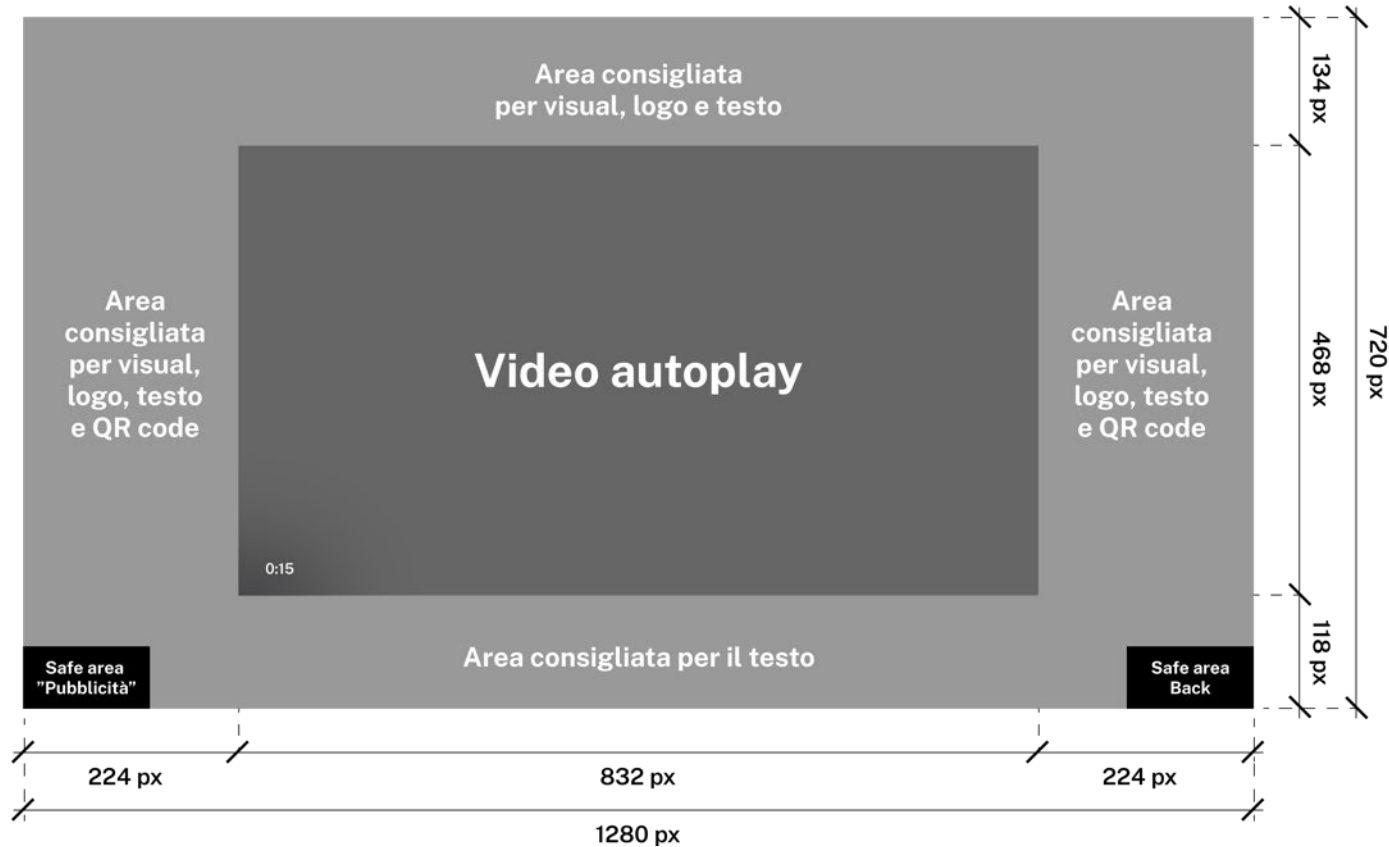 Area consigliata
per visual, logo e testo
134 px
Area
consigliata
per visual,
logo, testo
e QR code
Video autoplay
Area
consigliata
per visual,
logo, testo
e QR code
468 px
720 px
0:15
Safe area
”Pubblicità”
Area consigliata per il testo
Safe area
Back
118 px
224 px
832 px
224 px
1280 px